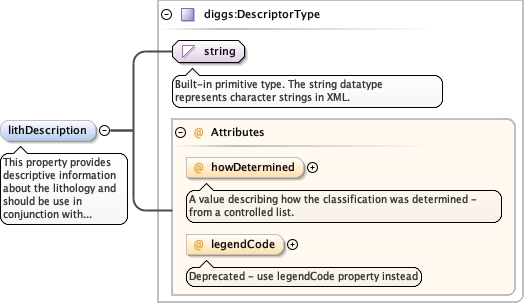 diggs:DescriptorType
string
Built-in primitive type. The string datatype
represents character strings in XML.
lithDescription
This property provides
descriptive information
about the lithology and
should be use in
conjunction with...
@ Attributes
@ howDetermined
A value describing how the classification was determined -
from a controlled list.
@ legendCode
Deprecated - use legendCode property instead